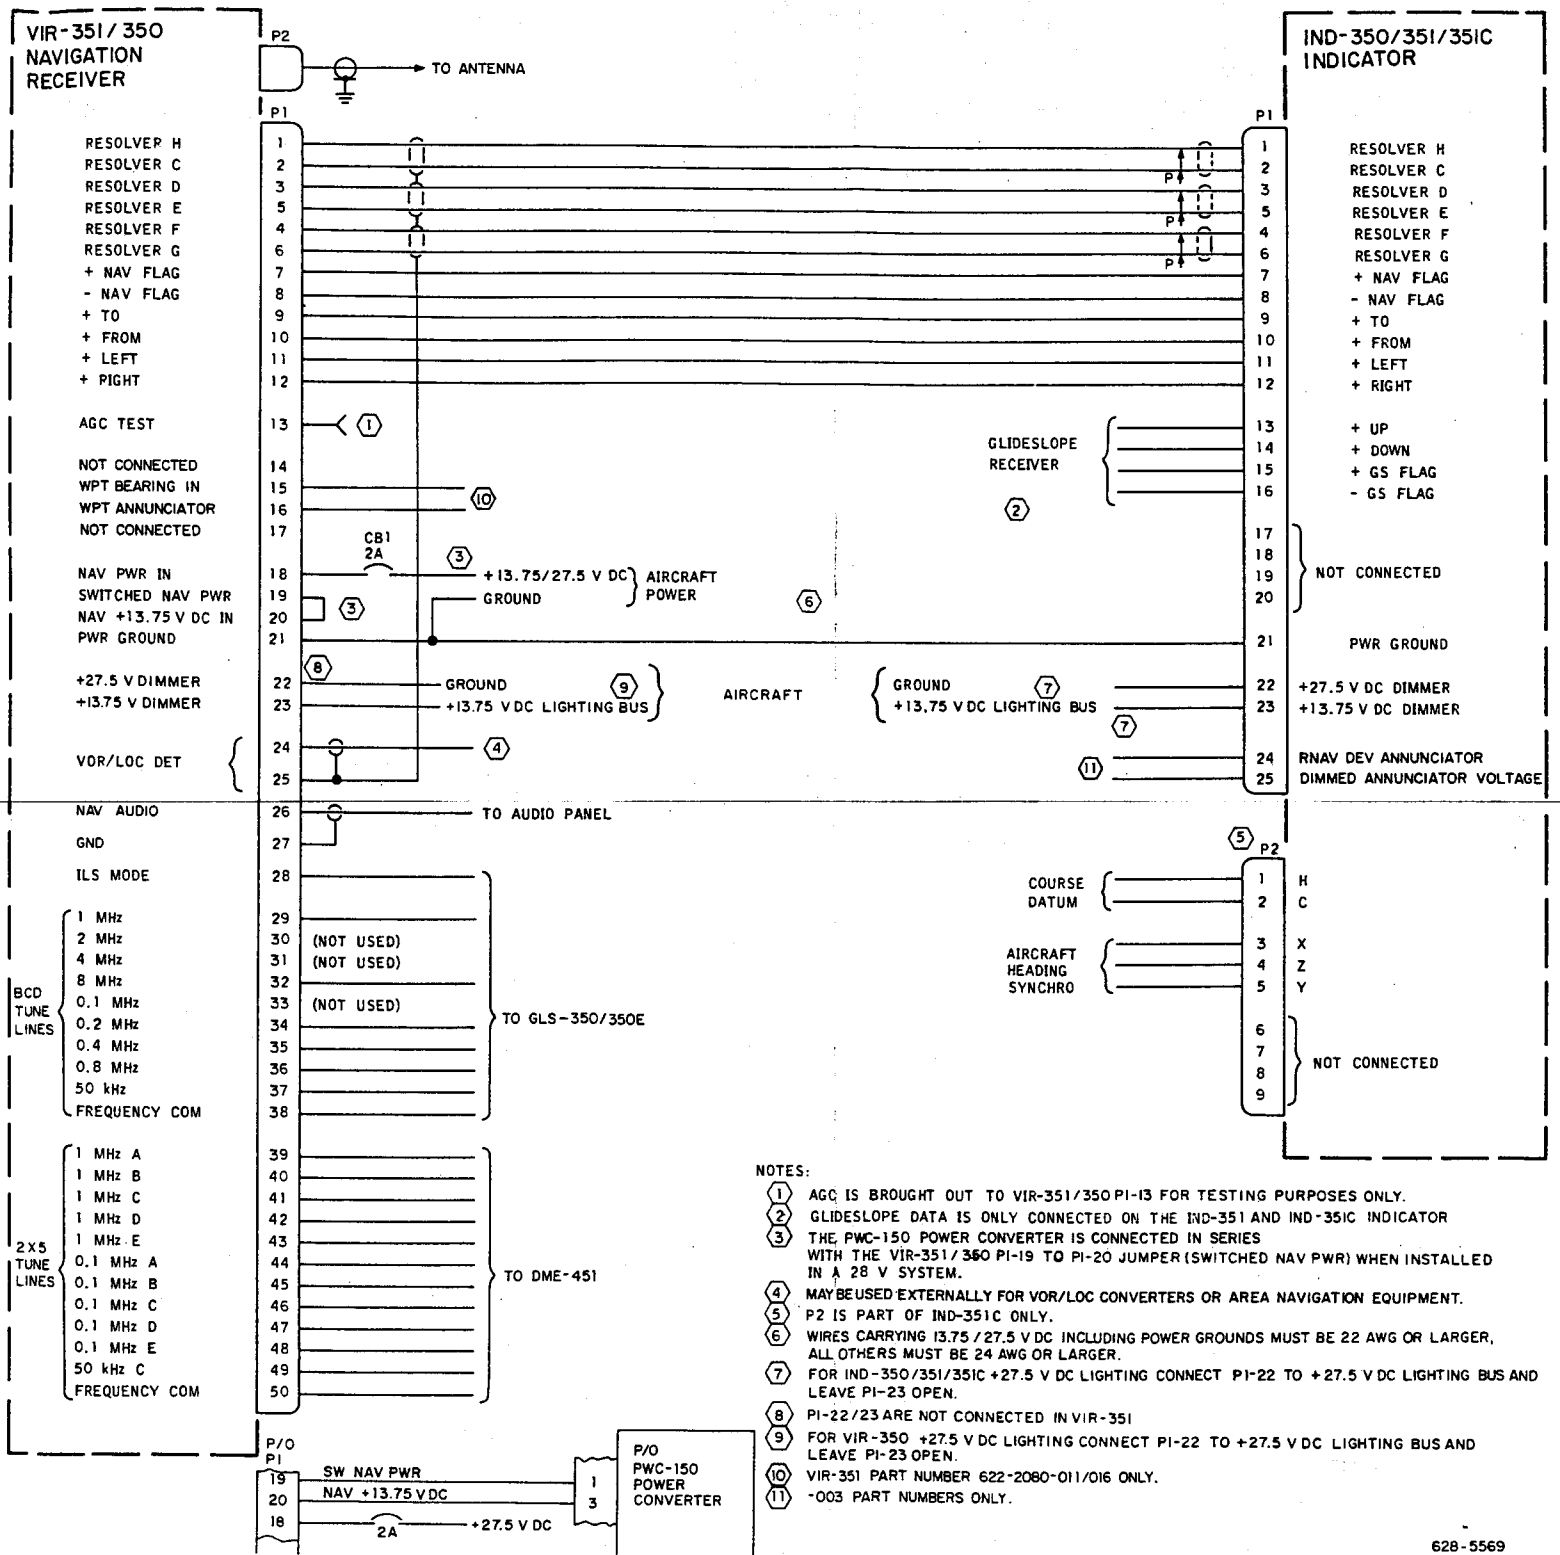 VIR-351/350
NAVIGATION
RECEIVER
P2
TO ANTENNA
IND-350/351/351C
INDICATOR
P1
P1
RESOLVER H 1 1 RESOLVER H
RESOLVER C 2 2 RESOLVER C
P
RESOLVER D 3 3 RESOLVER D
RESOLVER E 5 5 RESOLVER E
P
RESOLVER F 4 4 RESOLVER F
RESOLVER G 6 6 RESOLVER G
P
+ NAV FLAG 7 7 + NAV FLAG
- NAV FLAG 8 8 - NAV FLAG
+ TO 9 9 + TO
+ FROM 10 10 + FROM
+ LEFT 11 11 + LEFT
+ PIGHT 12 12 + RIGHT
AGC TEST 13 1
GLIDESLOPE
RECEIVER
2
13 + UP
14 + DOWN
15 + GS FLAG
16 - GS FLAG
NOT CONNECTED 14
WPT BEARING IN 15
10
WPT ANNUNCIATOR 16
NOT CONNECTED 17
17
18
19
20
NOT CONNECTED
CB1
2A
3
NAV PWR IN 18 +13.75/27.5 V DC
SWITCHED NAV PWR 19 GROUND
AIRCRAFT
POWER
3
6
NAV +13.75 V DC IN 20
PWR GROUND 21 21 PWR GROUND
8
+27.5 V DIMMER 22 GROUND 9
+13.75 V DIMMER 23 +13.75 V DC LIGHTING BUS
AIRCRAFT
GROUND 7 22 +27.5 V DC DIMMER
+13.75 V DC LIGHTING BUS 23 +13.75 V DC DIMMER
7
VOR/LOC DET
24 4
25
11
24 RNAV DEV ANNUNCIATOR
25 DIMMED ANNUNCIATOR VOLTAGE
NAV AUDIO 26 TO AUDIO PANEL
GND 27
ILS MODE 28
5
P2
COURSE
DATUM
1 H
2 C
AIRCRAFT
HEADING
SYNCHRO
3 X
4 Z
5 Y
6
7
8
9
NOT CONNECTED
BCD
TUNE
LINES
1 MHz 29
2 MHz 30 (NOT USED)
4 MHz 31 (NOT USED)
8 MHz 32
0.1 MHz 33 (NOT USED)
0.2 MHz 34
0.4 MHz 35
0.8 MHz 36
50 kHz 37
FREQUENCY COM 38
TO GLS-350/350E
2X5
TUNE
LINES
1 MHz A 39
1 MHz B 40
1 MHz C 41
1 MHz D 42
1 MHz E 43
0.1 MHz A 44
0.1 MHz B 45
0.1 MHz C 46
0.1 MHz D 47
0.1 MHz E 48
50 kHz C 49
FREQUENCY COM 50
TO DME-451
P/O
P1
19 SW NAV PWR 1
20 NAV +13.75 VDC 3
18 2A +27.5 V DC
P/O
PWC-150
POWER
CONVERTER
NOTES:
1 AGC IS BROUGHT OUT TO VIR-351/350 P1-13 FOR TESTING PURPOSES ONLY.
2 GLIDESLOPE DATA IS ONLY CONNECTED ON THE IND-351 AND IND-351C INDICATOR
3 THE PWC-150 POWER CONVERTER IS CONNECTED IN SERIES
WITH THE VIR-351/350 P1-19 TO P1-20 JUMPER (SWITCHED NAV PWR) WHEN INSTALLED
IN A 28 V SYSTEM.
4 MAY BE USED EXTERNALLY FOR VOR/LOC CONVERTERS OR AREA NAVIGATION EQUIPMENT.
5 P2 IS PART OF IND-351C ONLY.
6 WIRES CARRYING 13.75/27.5 V DC INCLUDING POWER GROUNDS MUST BE 22 AWG OR LARGER,
ALL OTHERS MUST BE 24 AWG OR LARGER.
7 FOR IND-350/351/351C +27.5 V DC LIGHTING CONNECT P1-22 TO +27.5 V DC LIGHTING BUS AND
LEAVE P1-23 OPEN.
8 P1-22/23 ARE NOT CONNECTED IN VIR-351
9 FOR VIR-350 +27.5 V DC LIGHTING CONNECT P1-22 TO +27.5 V DC LIGHTING BUS AND
LEAVE P1-23 OPEN.
10 VIR-351 PART NUMBER 622-2080-011/016 ONLY.
11 -003 PART NUMBERS ONLY.
628-5569